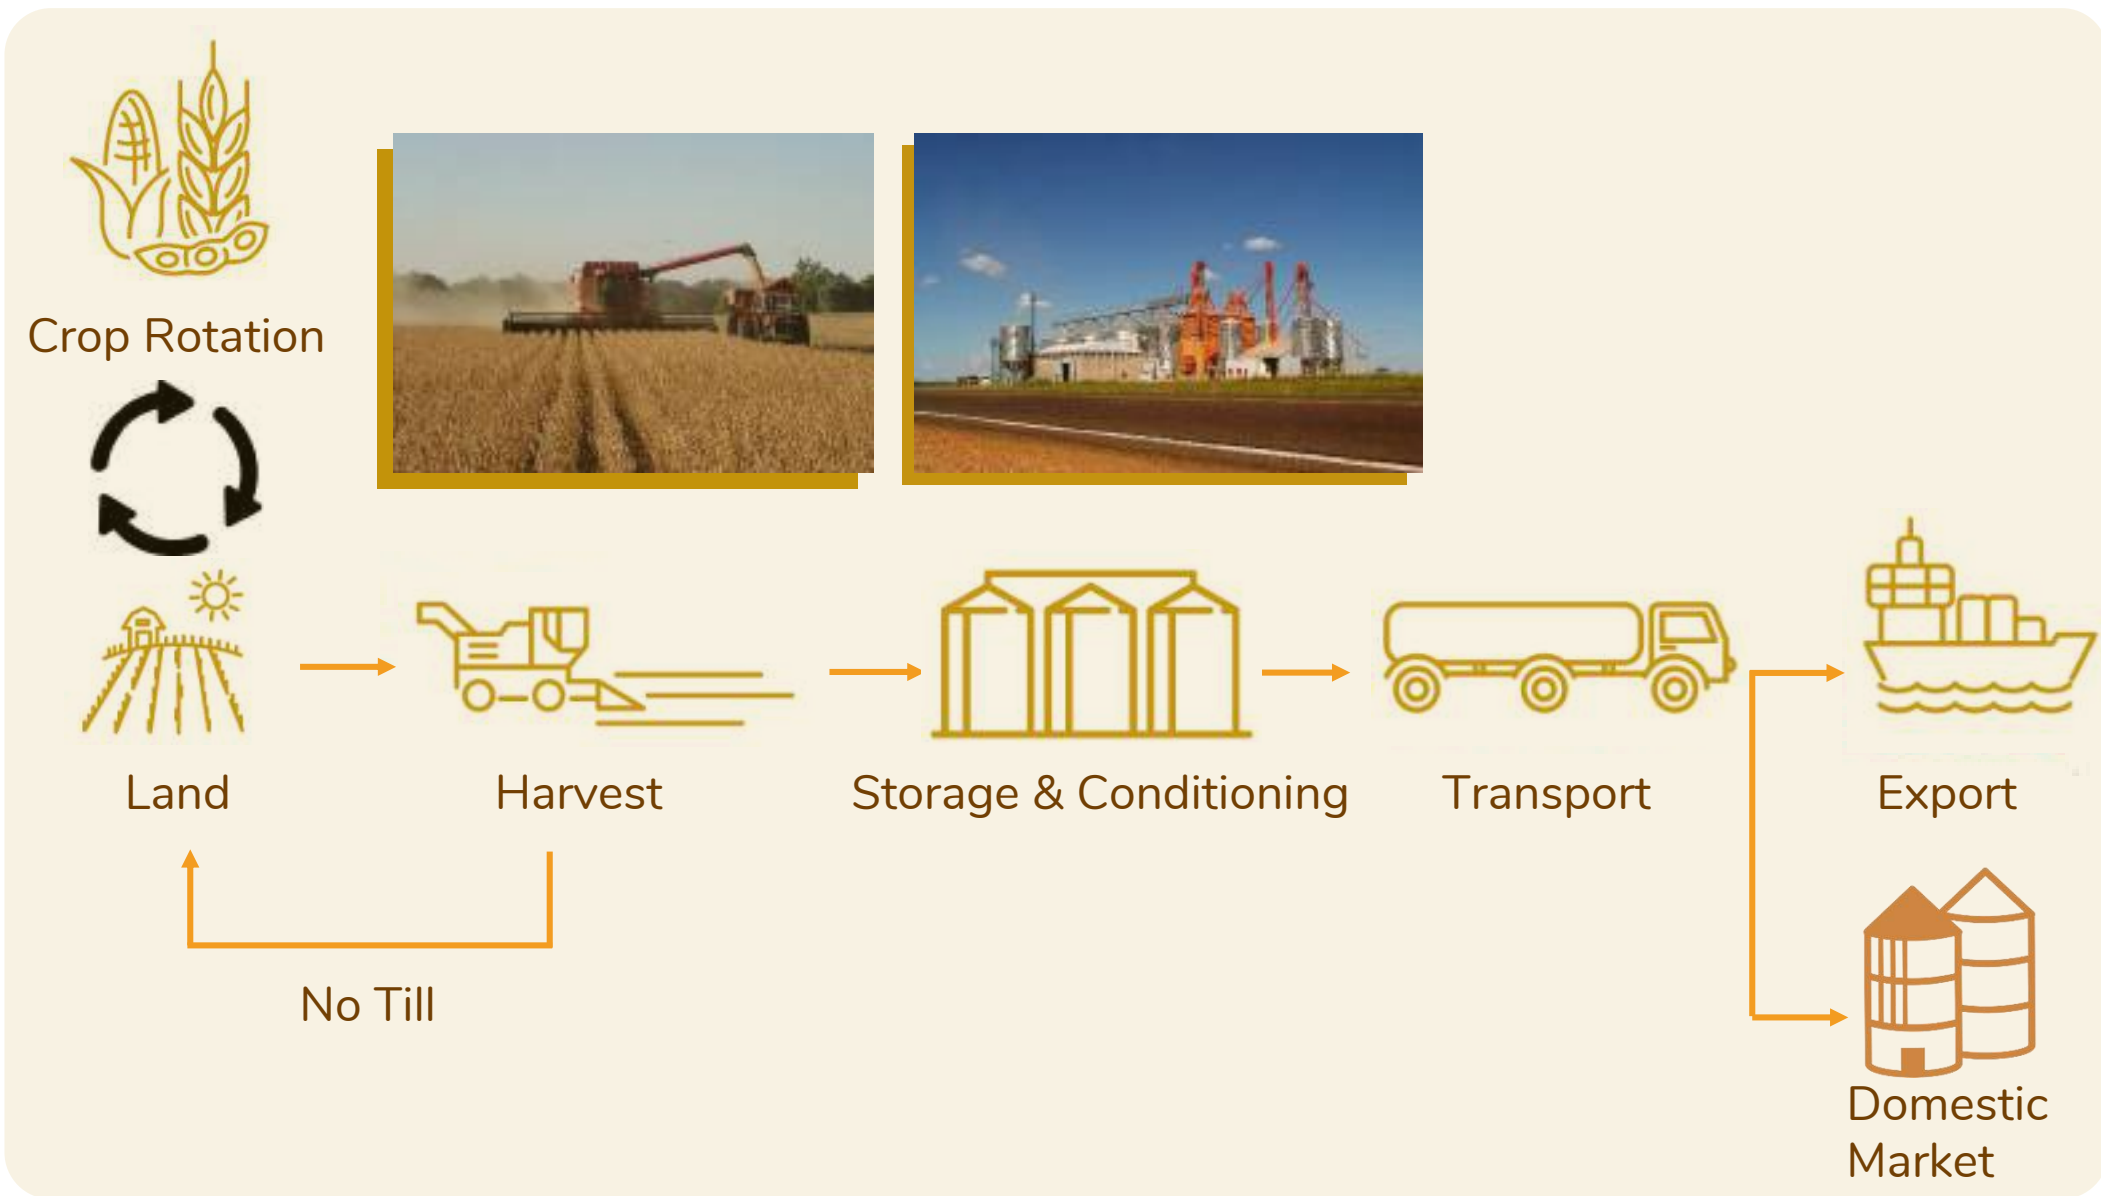 Crop Rotation
Land
Harvest
Storage & Conditioning
Transport
Export
No Till
Domestic
Market